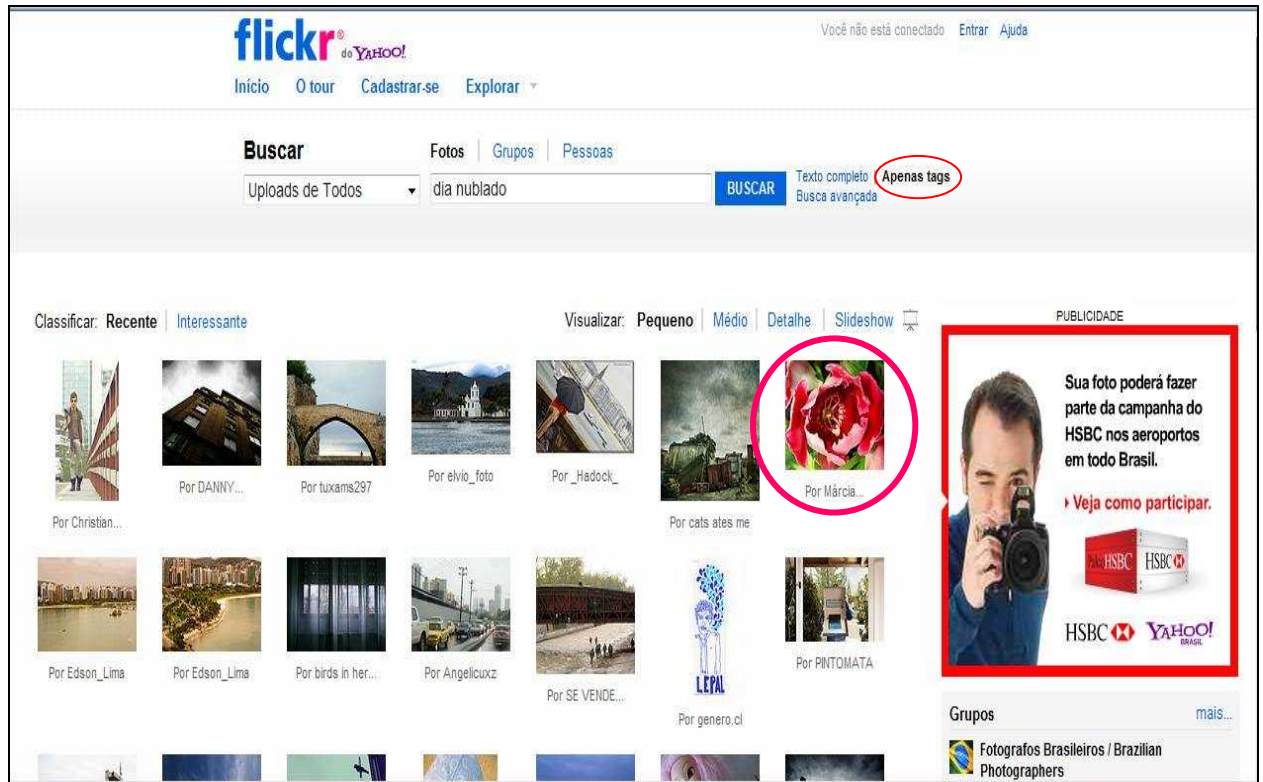 flickr® do YAHOO!
Você não está conectado Entrar Ajuda
Início O tour Cadastrar-se Explorar
Buscar Fotos Grupos Pessoas
Uploads de Todos dia nublado BUSCAR Texto completo Apenas tags
Busca avançada
Classificar: Recente Interessante Visualizar: Pequeno Médio Detalhe Slideshow
Por Christian...
Por DANNY...
Por tuxams297
Por elvio_foto
Por _Hadock_
Por cats ates me
Por Márcia...
Por Edson_Lima
Por Edson_Lima
Por birds in her...
Por Angelicuxz
Por SE VENDE...
LEPAL
Por genero.cl
Por PINTOMATA
PUBLICIDADE
Sua foto poderá fazer
parte da campanha do
HSBC nos aeroportos
em todo Brasil.
Veja como participar.
HSBC HSBC
HSBC YAHOO!
BRASIL
Grupos mais...
Fotografos Brasileiros / Brazilian
Photographers